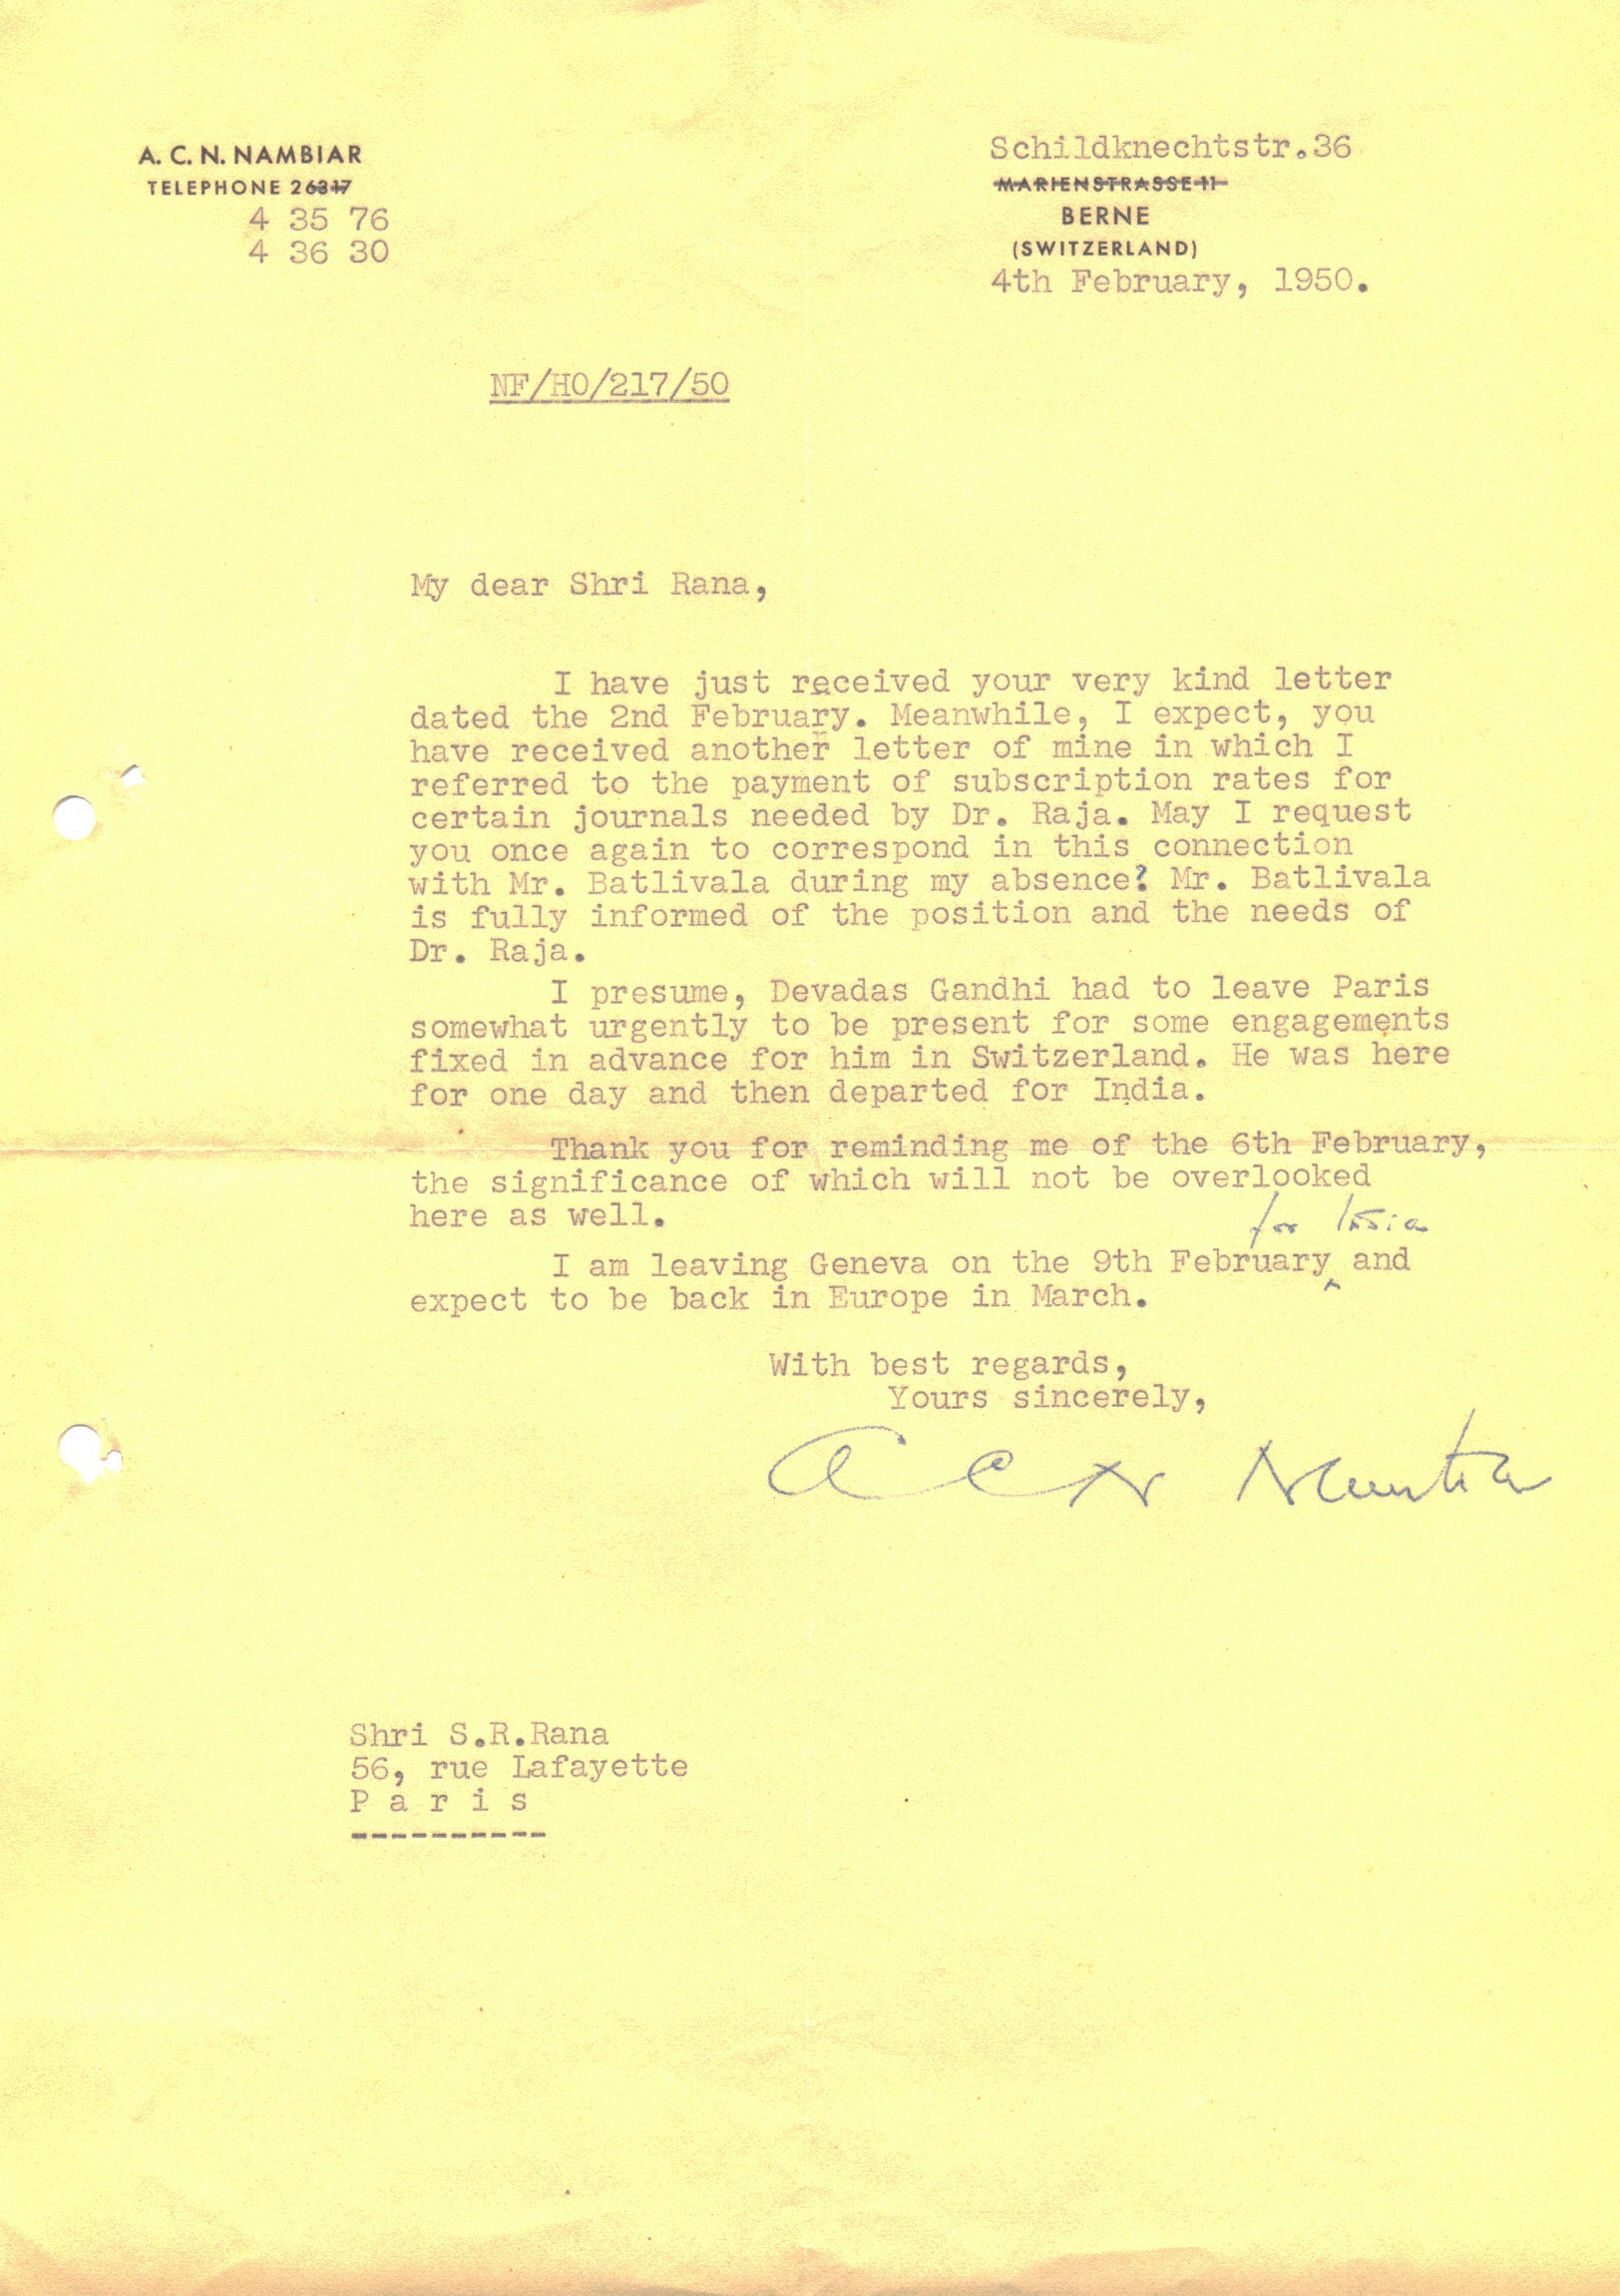 A. C. N. NAMBIAR
TELEPHONE 26317
4 35 76
4 36 30
Schildknechtstr.36
MARIENSTRASSE 11
BERNE
(SWITZERLAND)
4th February, 1950.
NF/HO/217/50
My dear Shri Rana,
I have just received your very kind letter
dated the 2nd February. Meanwhile, I expect, you
have received another letter of mine in which I
referred to the payment of subscription rates for
certain journals needed by Dr. Raja. May I request
you once again to correspond in this connection
with Mr. Batlivala during my absence? Mr. Batlivala
is fully informed of the position and the needs of
Dr. Raja.
I presume, Devadas Gandhi had to leave Paris
somewhat urgently to be present for some engagements
fixed in advance for him in Switzerland. He was here
for one day and then departed for India.
Thank you for reminding me of the 6th February,
the significance of which will not be overlooked
here as well.
for India
I am leaving Geneva on the 9th February and
expect to be back in Europe in March.
With best regards,
Yours sincerely,
A C N Nambiar
Shri S.R.Rana
56, rue Lafayette
P a r i s
----------